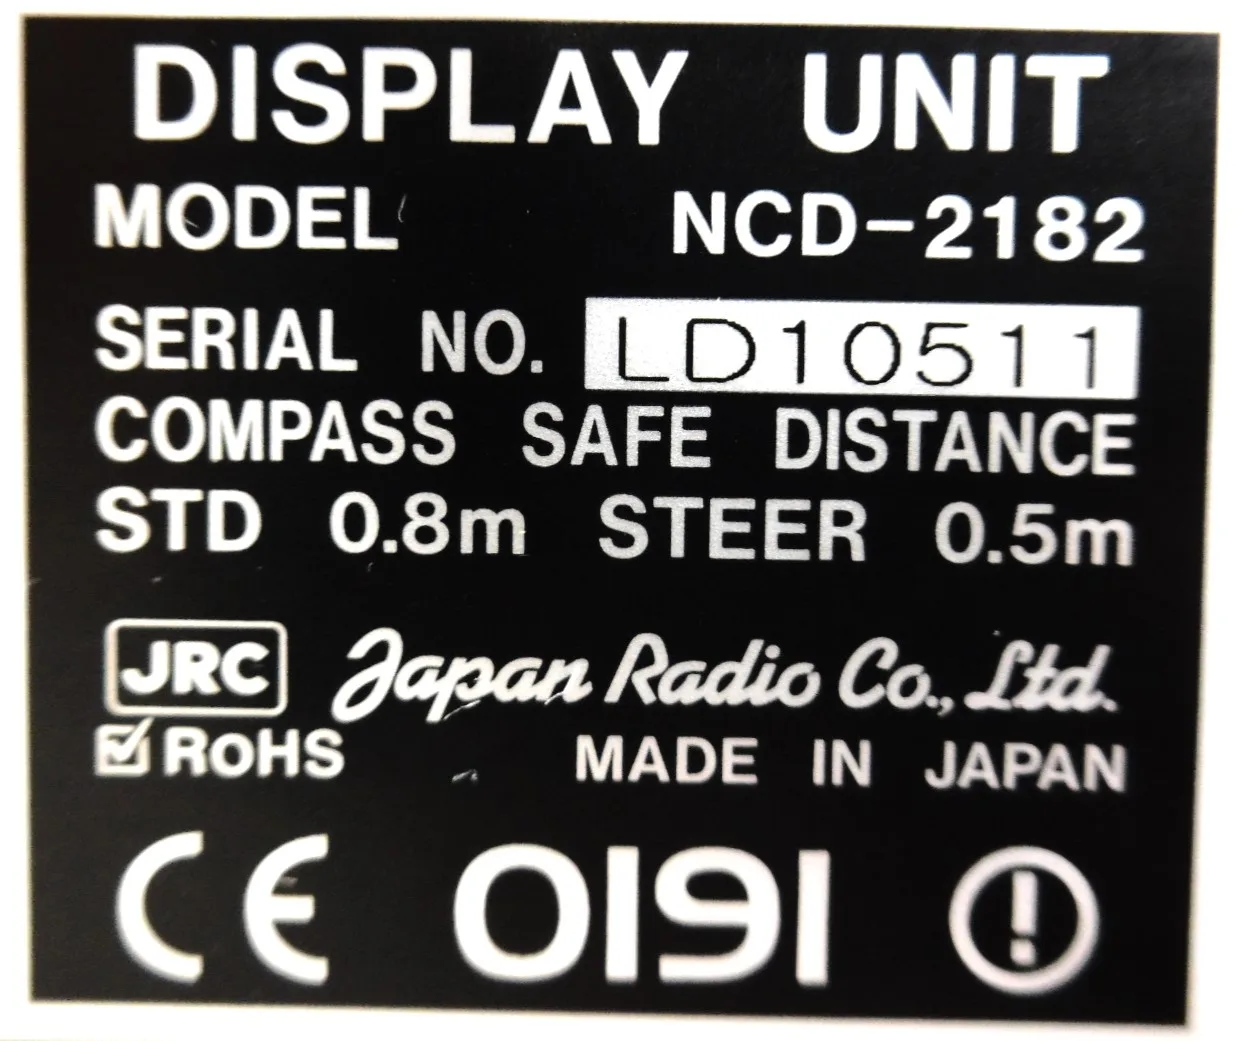 DISPLAY UNIT
MODEL NCD-2182
SERIAL NO. LD10511
COMPASS SAFE DISTANCE
STD 0.8m STEER 0.5m
JRC Japan Radio Co., Ltd.
RoHS MADE IN JAPAN
CE 0191 !